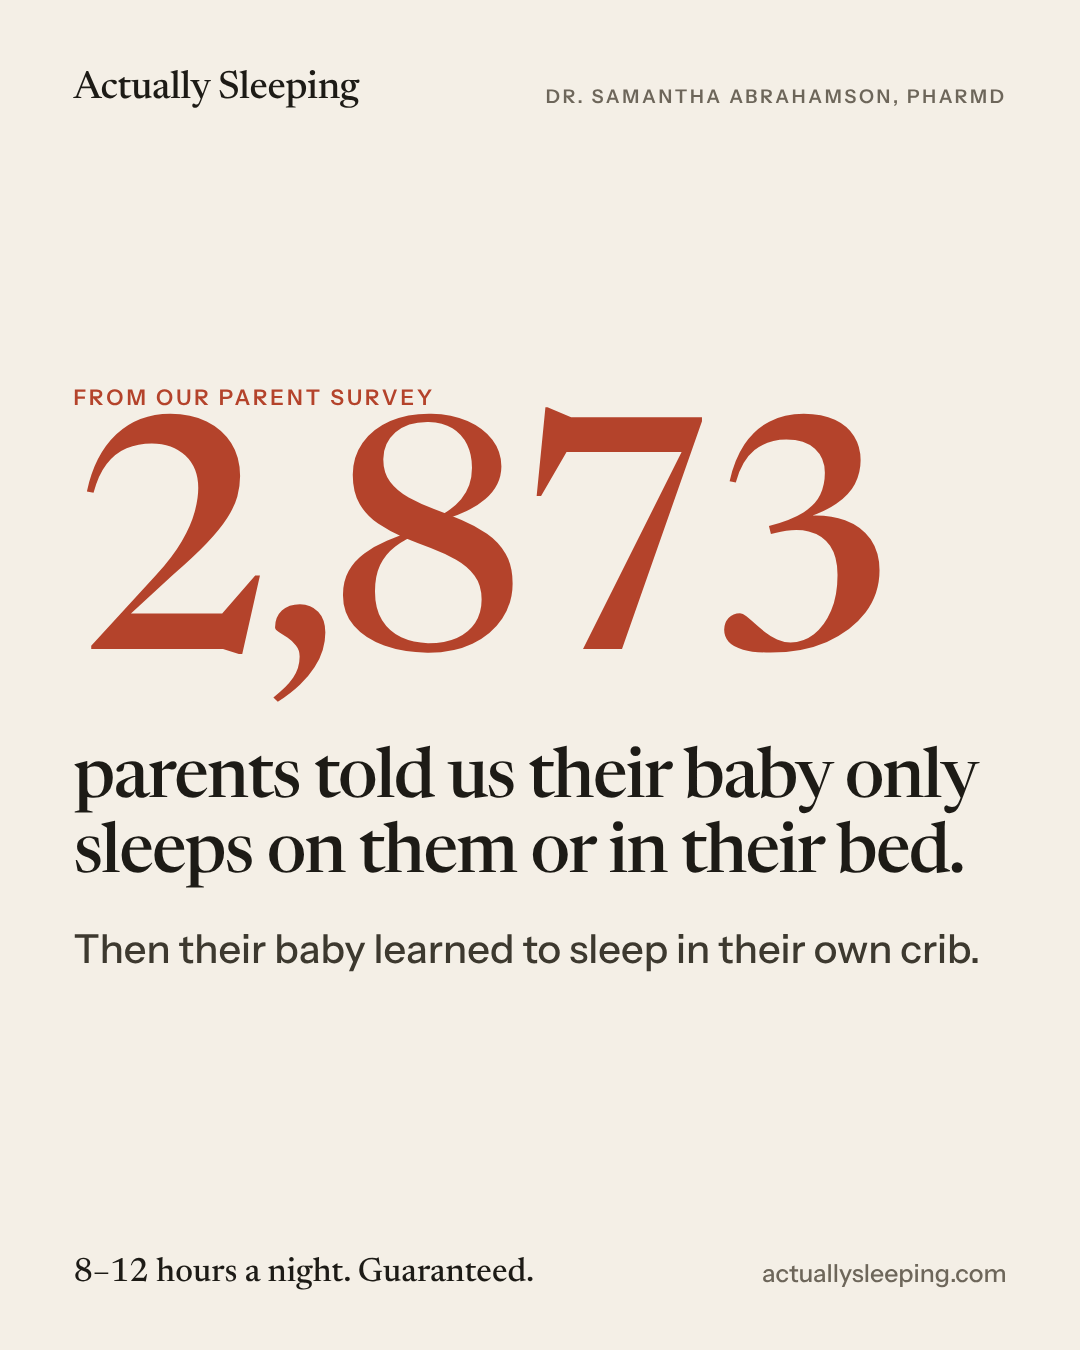 Actually Sleeping
DR. SAMANTHA ABRAHAMSON, PHARMD
FROM OUR PARENT SURVEY
2,873
parents told us their baby only
sleeps on them or in their bed.
Then their baby learned to sleep in their own crib.
8–12 hours a night. Guaranteed.
actuallysleeping.com